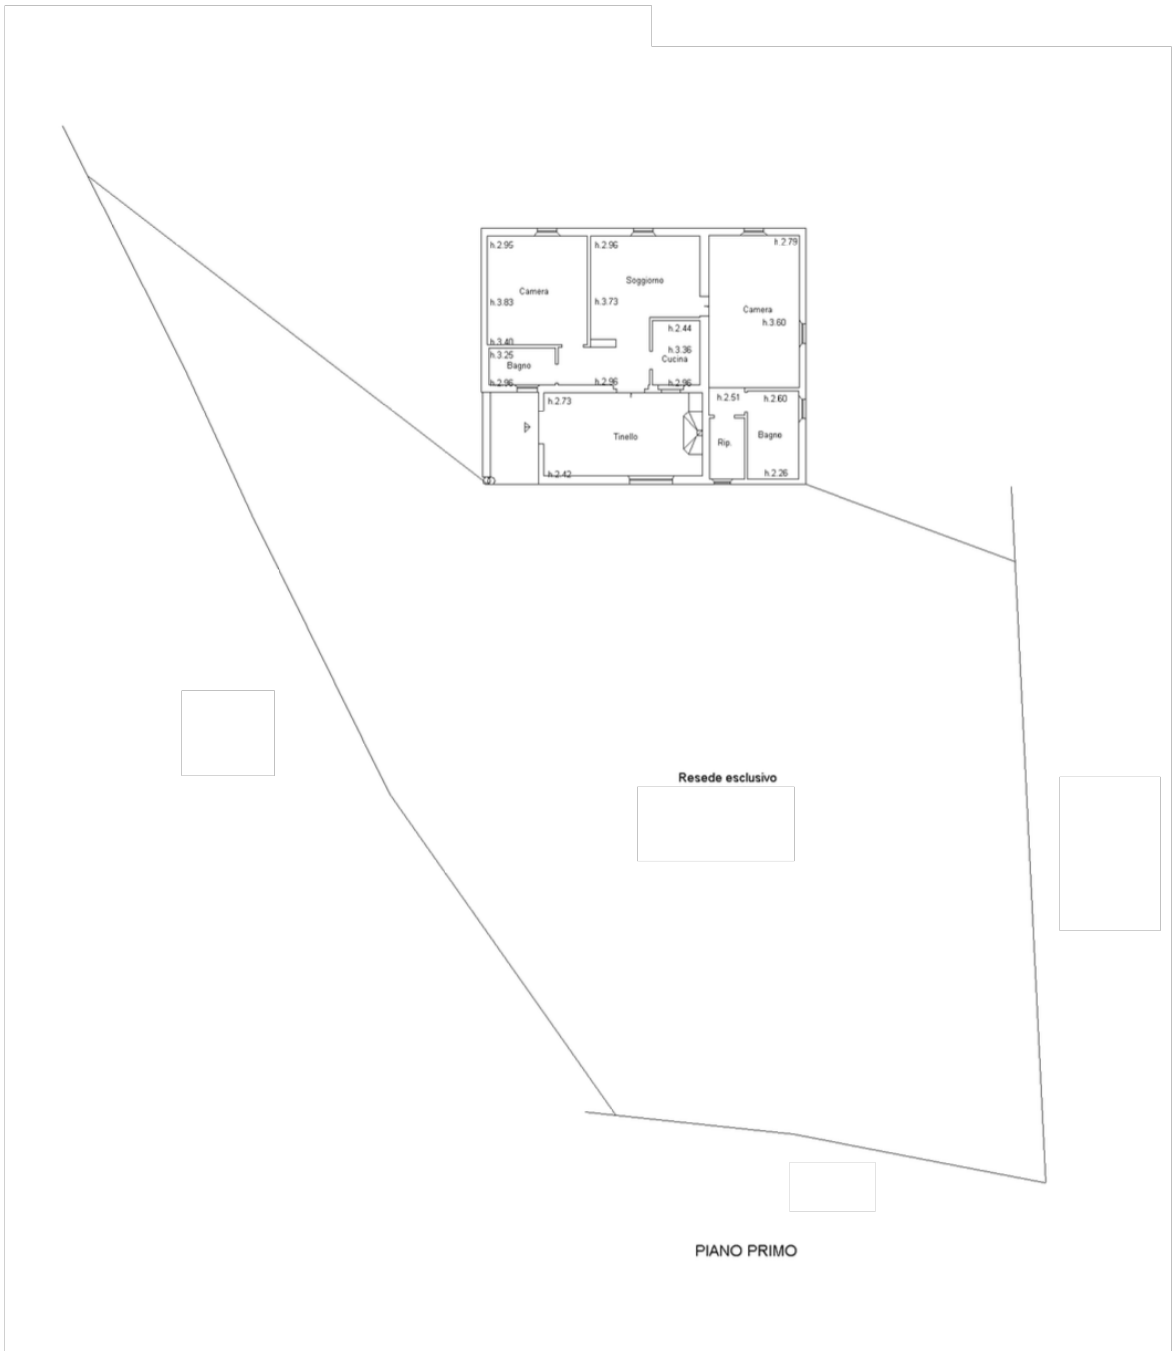 h.2.95
h.2.96
h.2.79
Soggiorno
Camera
h.3.83
h.3.73
Camera
h.3.60
h.2.44
h.3.40
h.3.25
h.3.36
Cucina
Bagno
h.2.96
h.2.96
h.2.96
h.2.73
h.2.51
h.2.60
Tinello
Rip.
Bagno
h.2.42
h.2.26
Resede esclusivo
PIANO PRIMO